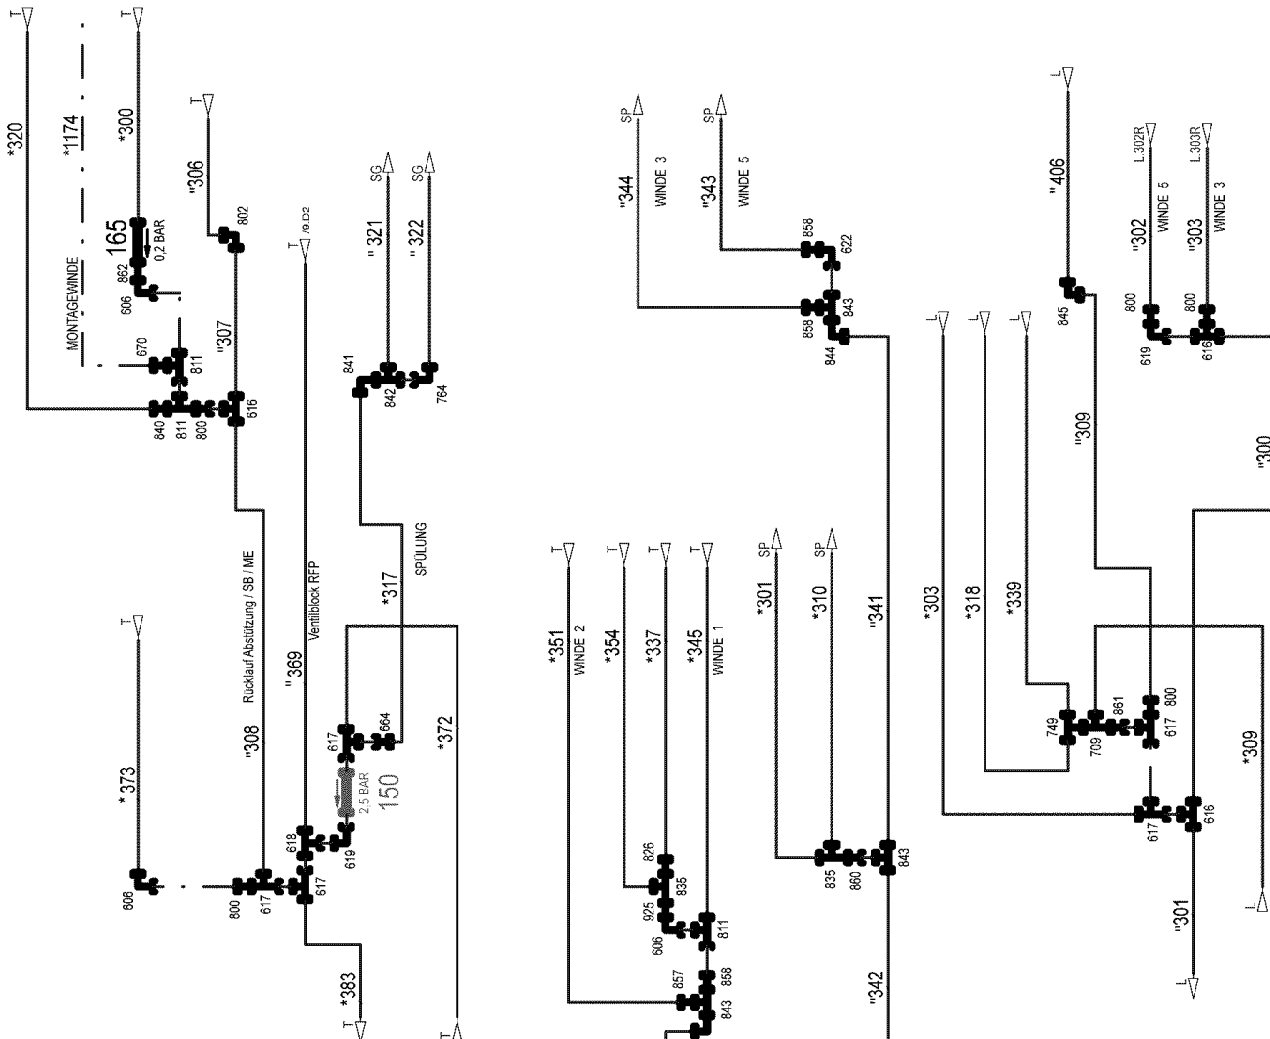 T
*320
*1174
MONTAGEWINDE
T
*300
165
0,2 BAR
862
606
670
811
840
811
800
616
T
"306
802
"307
T
/9.D2
Rücklauf Abstützung / SB / ME
"308
" 369
Ventilblock RFP
SG
" 321
SG
" 322
841
842
764
*317
SPÜLUNG
T
*373
606
800
617
617
618
619
617
664
2,5 BAR
150
*372
*383
T
T
SP
"344
WINDE 3
SP
"343
WINDE 5
858
622
858
843
844
T
*351
WINDE 2
T
*354
T
*337
T
*345
WINDE 1
SP
*301
SP
*310
"341
826
835
925
606
811
857
858
843
835
860
843
"342
L
"406
845
"309
L.302R
"302
WINDE 5
L.303R
"303
WINDE 3
800
619
800
616
L
*303
L
*318
L
*339
"300
749
709
861
800
617
617
616
*309
L
"301
L